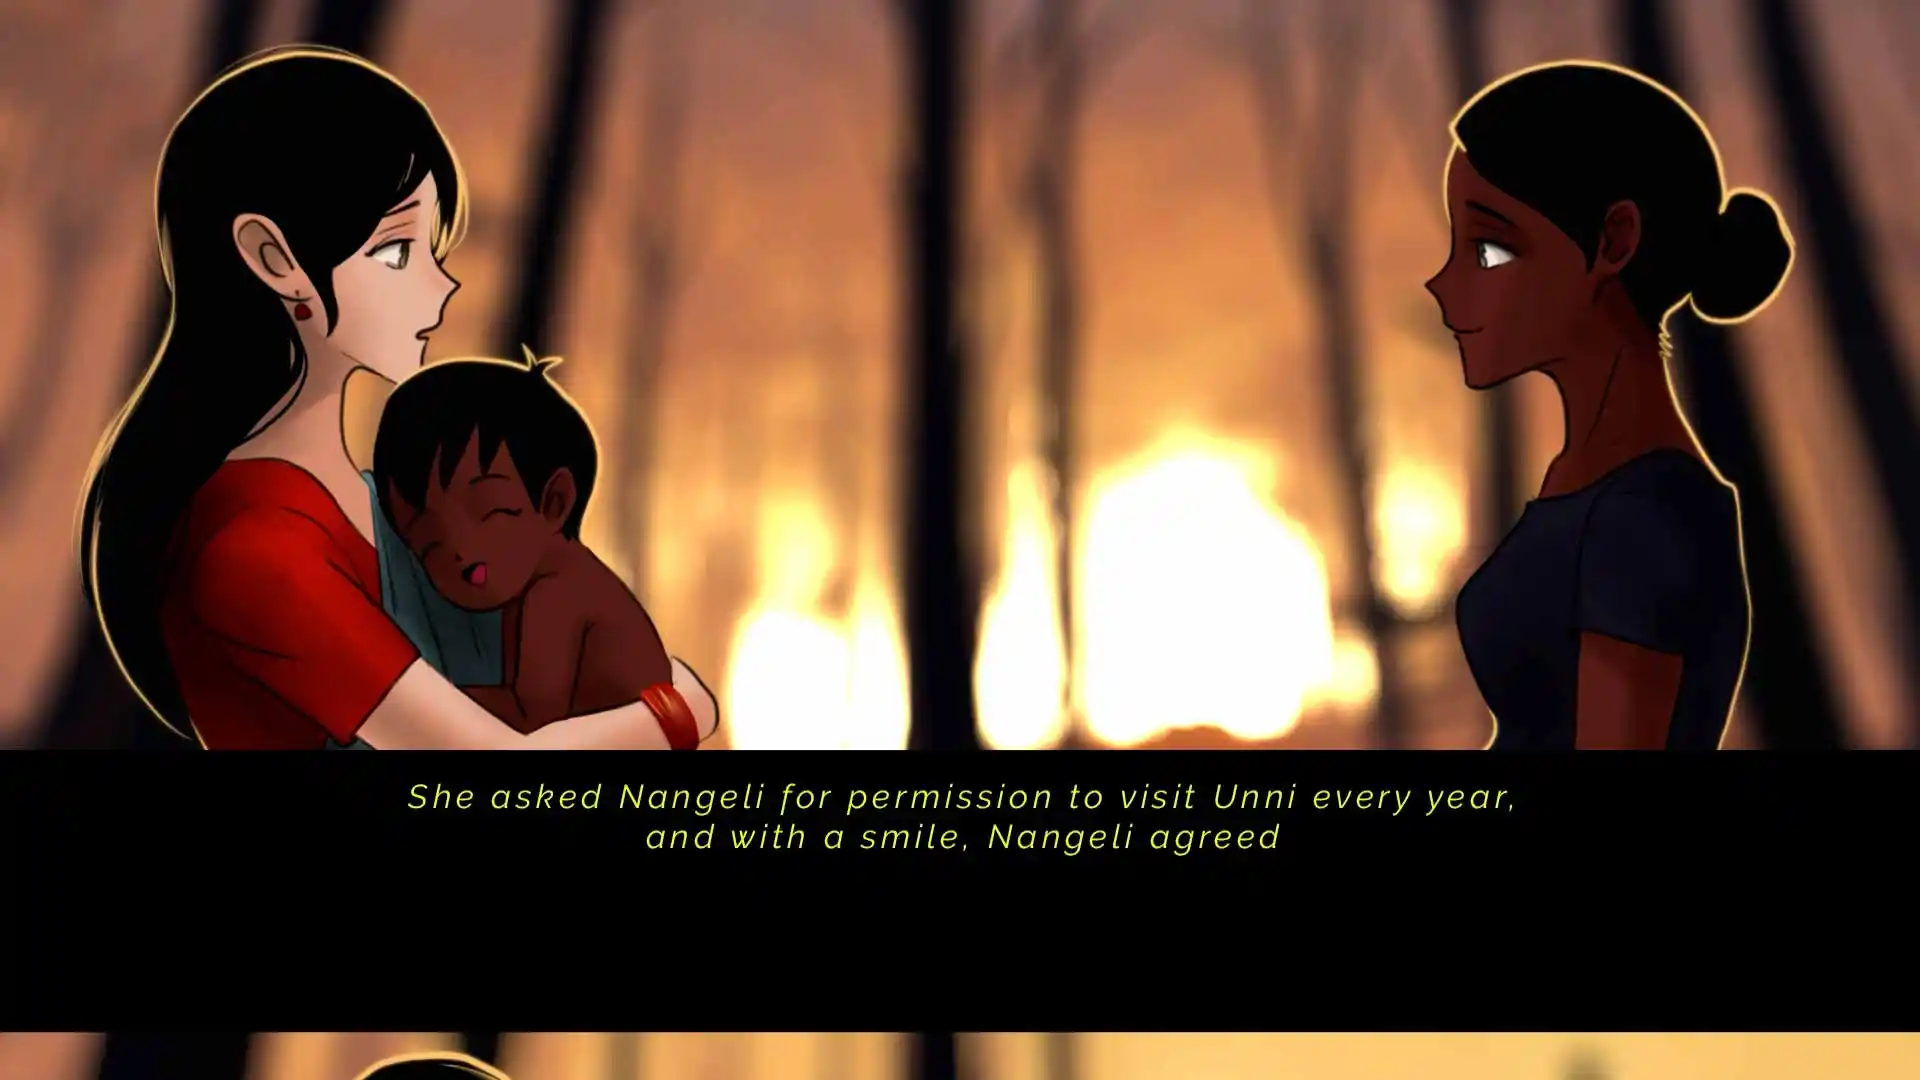 She asked Nangeli for permission to visit Unni every year,
and with a smile, Nangeli agreed